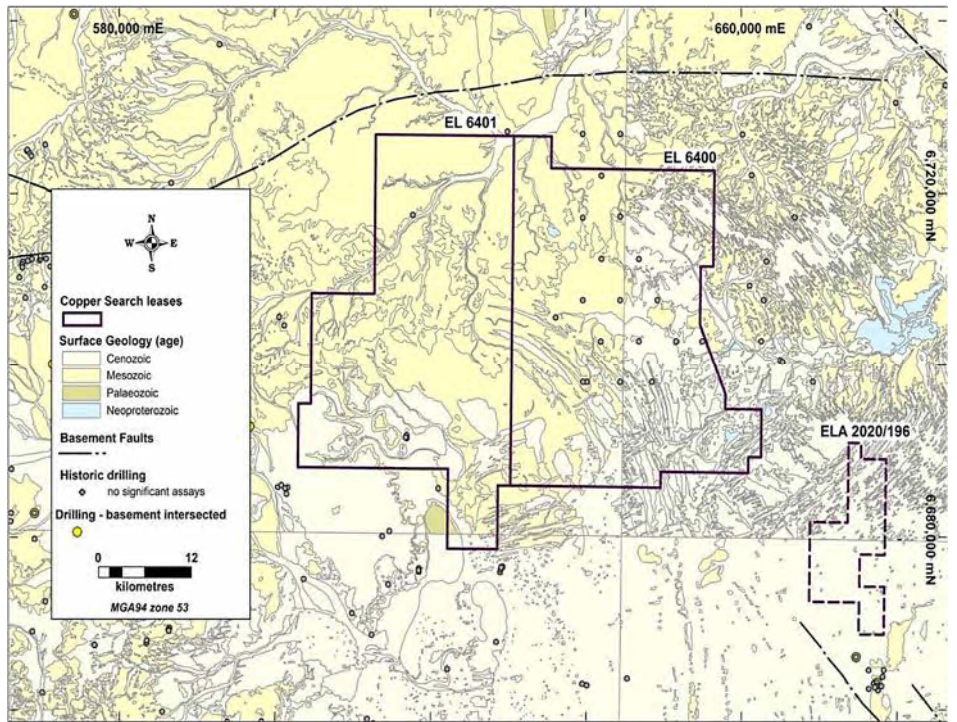 580,000 mE
660,000 mE
EL 6401
EL 6400
6,720,000 mN
N
W E
S
Copper Search leases
Surface Geology (age)
Cenozoic
Mesozoic
Palaeozoic
Neoproterozoic
Basement Faults
Historic drilling
no significant assays
Drilling - basement intersected
0 12
kilometres
MGA94 zone 53
ELA 2020/196
6,680,000 mN